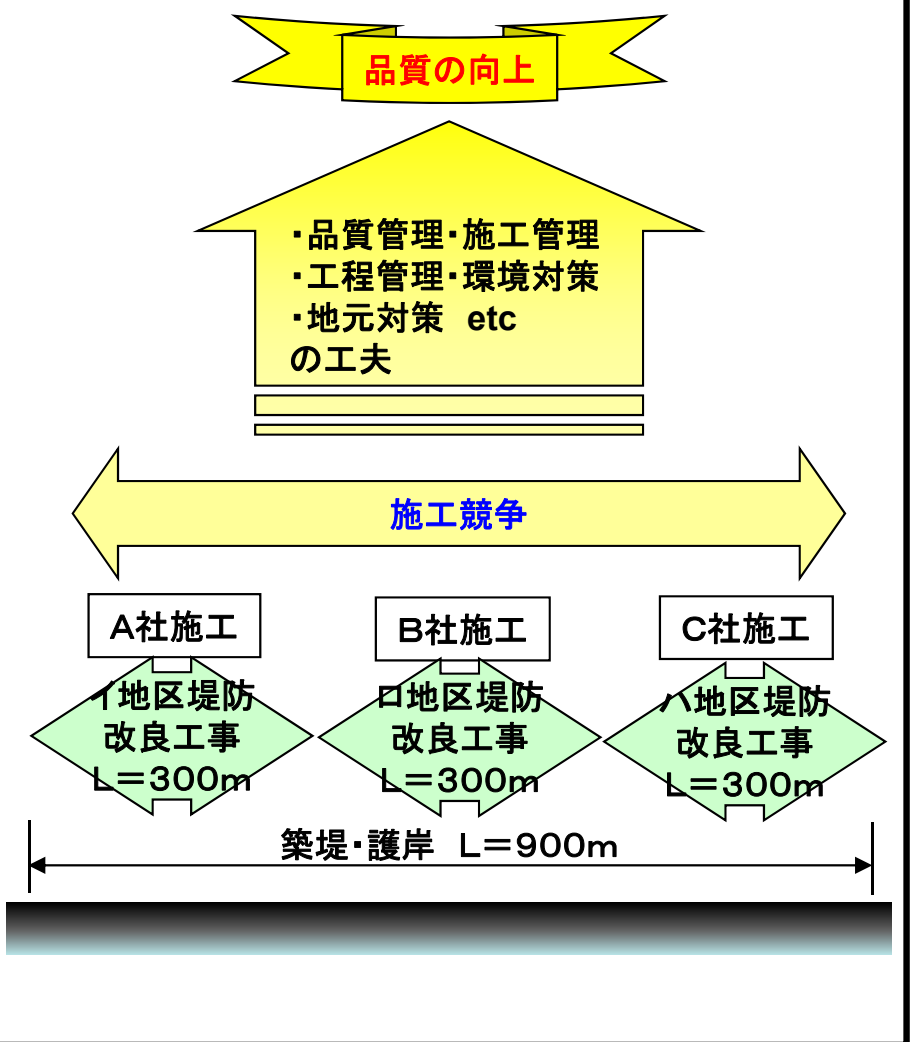 品質の向上
・品質管理・施工管理
・工程管理・環境対策
・地元対策　etc
の工夫
施工競争
A社施工
B社施工
C社施工
イ地区堤防
改良工事
L=300m
ロ地区堤防
改良工事
L=300m
ハ地区堤防
改良工事
L=300m
築堤・護岸　L=900m